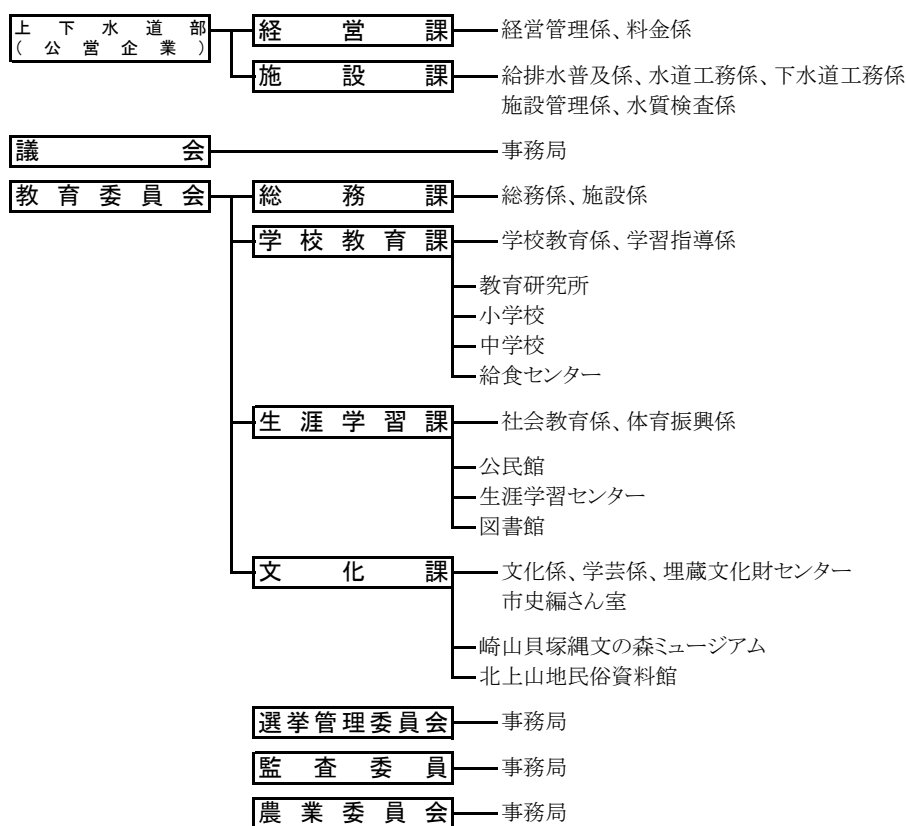 上下水道部 経営課 経営管理係、料金係
(公営企業)
施設課 給排水普及係、水道工務係、下水道工務係
施設管理係、水質検査係
議会 事務局
教育委員会 総務課 総務係、施設係
学校教育課 学校教育係、学習指導係
教育研究所
小学校
中学校
給食センター
生涯学習課 社会教育係、体育振興係
公民館
生涯学習センター
図書館
文化課 文化係、学芸係、埋蔵文化財センター
市史編さん室
崎山貝塚縄文の森ミュージアム
北上山地民俗資料館
選挙管理委員会 事務局
監査委員 事務局
農業委員会 事務局